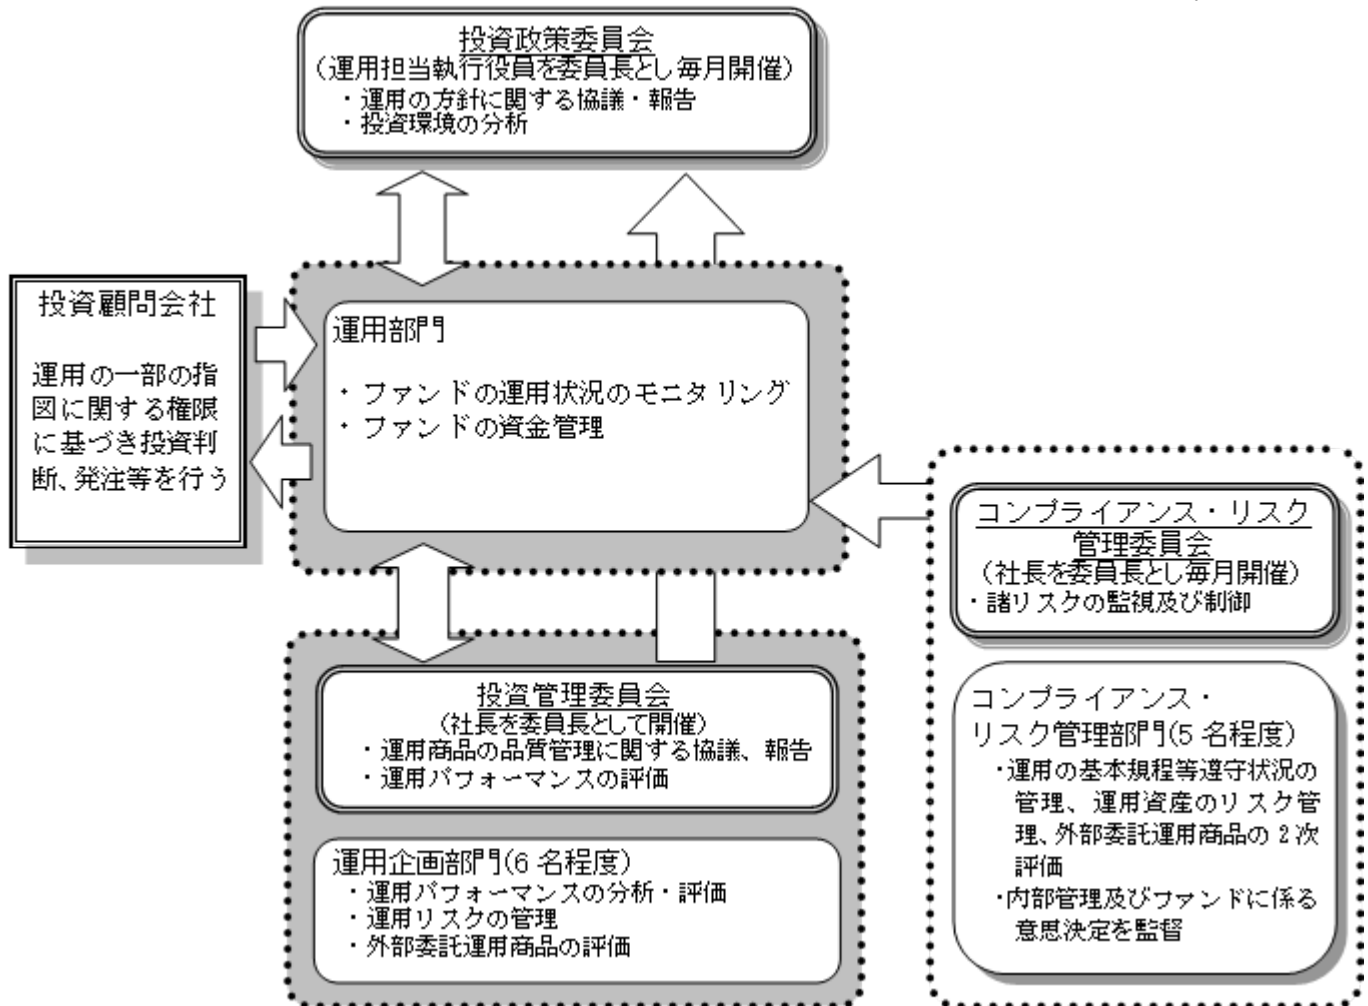 投資政策委員会
（運用担当執行役員を委員長とし毎月開催）
・運用の方針に関する協議・報告
・投資環境の分析
投資顧問会社
運用の一部の指
図に関する権限
に基づき投資判
断、発注等を行う
運用部門
・ファンドの運用状況のモニタリング
・ファンドの資金管理
コンプライアンス・リスク
管理委員会
（社長を委員長とし毎月開催）
・諸リスクの監視及び制御
コンプライアンス・
リスク管理部門(5 名程度)
・運用の基本規程等遵守状況の
管理、運用資産のリスク管
理、外部委託運用商品の 2 次
評価
・内部管理及びファンドに係る
意思決定を監督
投資管理委員会
（社長を委員長として開催）
・運用商品の品質管理に関する協議、報告
・運用パフォーマンスの評価
運用企画部門(6 名程度)
・運用パフォーマンスの分析・評価
・運用リスクの管理
・外部委託運用商品の評価